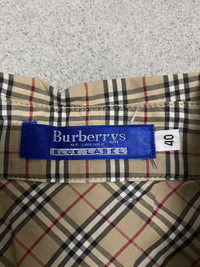 Burberrys
OF LONDON
BLUE LABEL
40